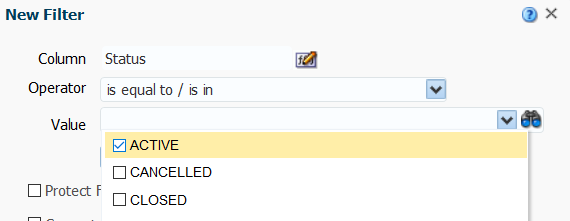 New Filter
Column Status
Operator is equal to / is in
Value
ACTIVE
CANCELLED
CLOSED
Protect